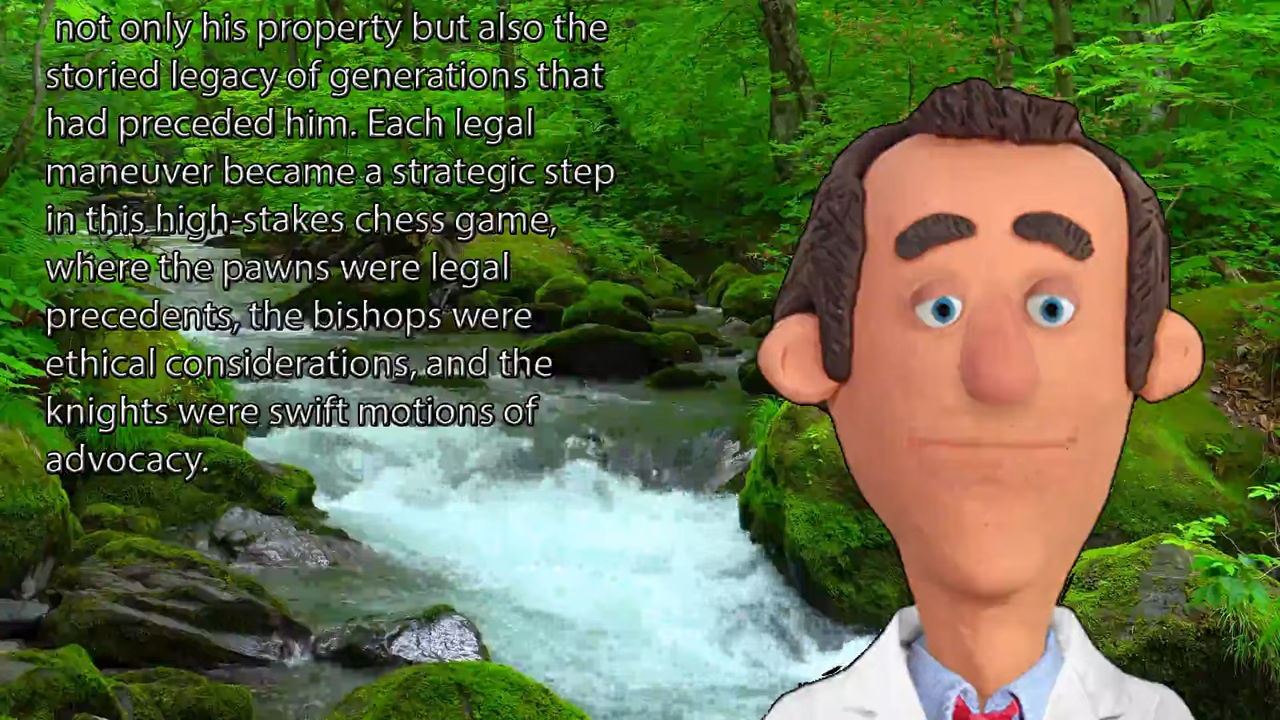 not only his property but also the
storied legacy of generations that
had preceded him. Each legal
maneuver became a strategic step
in this high-stakes chess game,
where the pawns were legal
precedents, the bishops were
ethical considerations, and the
knights were swift motions of
advocacy.